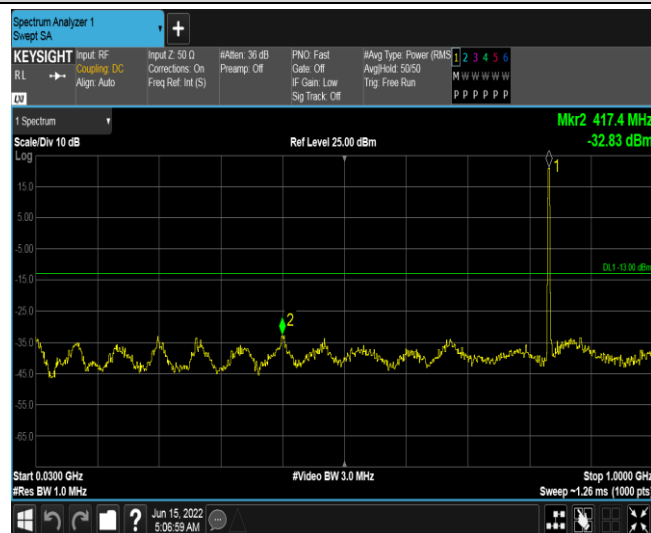 Spectrum Analyzer 1
Swept SA
+
KEYSIGHT
RL
LXI
Input: RF
Coupling: DC
Align: Auto
Input Z: 50 Ω
Corrections: On
Freq Ref: Int (S)
#Atten: 36 dB
Preamp: Off
PNO: Fast
Gate: Off
IF Gain: Low
Sig Track: Off
#Avg Type: Power (RMS
Avg|Hold: 50/50
Trig: Free Run
1 2 3 4 5 6
M W W W W W
P P P P P P
1 Spectrum
Mkr2 417.4 MHz
Scale/Div 10 dB
Ref Level 25.00 dBm
-32.83 dBm
Log
1
15.0
5.00
-5.00
DL1 -13.00 dBm
-15.0
-25.0
2
-35.0
-45.0
-55.0
-65.0
Start 0.0300 GHz
#Video BW 3.0 MHz
Stop 1.0000 GHz
#Res BW 1.0 MHz
Sweep ~1.26 ms (1000 pts)
?
Jun 15, 2022
5:06:59 AM